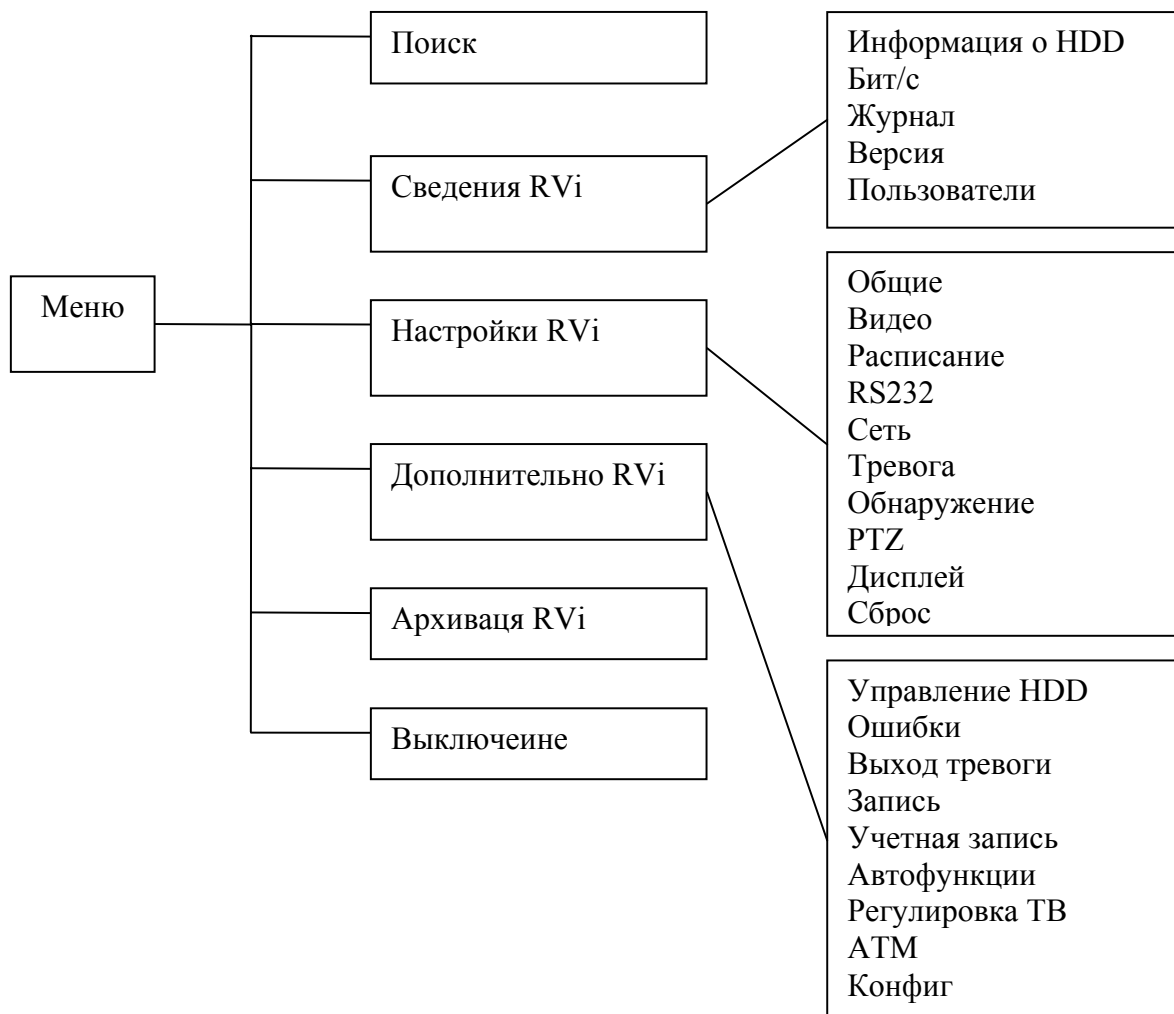 Меню
Поиск
Сведения RVi
Настройки RVi
Дополнительно RVi
Архиваця RVi
Выключеине
Информация о HDD
Бит/с
Журнал
Версия
Пользователи
Общие
Видео
Расписание
RS232
Сеть
Тревога
Обнаружение
PTZ
Дисплей
Сброс
Управление HDD
Ошибки
Выход тревоги
Запись
Учетная запись
Автофункции
Регулировка ТВ
АТМ
Конфиг